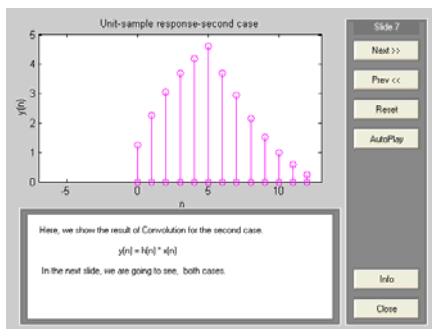 Unit-sample response-second case
Slide 7
5
4
3
2
1
0
y(n)
-5
0
5
10
n
Next >>
Prev <<
Reset
AutoPlay
Here, we show the result of Convolution for the second case.
y(n) = h(n) * x(n)
In the next slide, we are going to see, both cases.
Info
Close